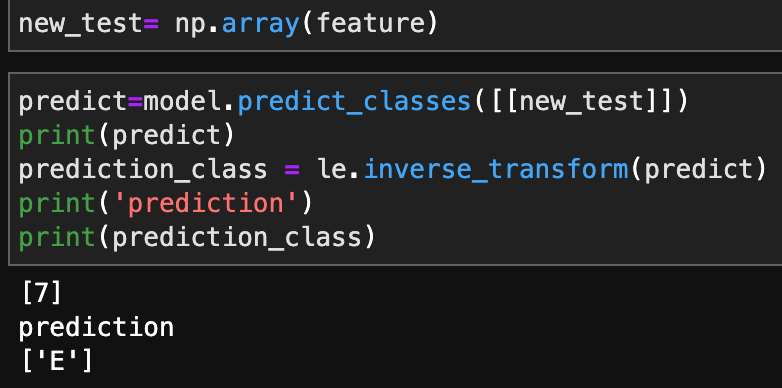 new_test= np.array(feature)
predict=model.predict_classes([[new_test]])
print(predict)
prediction_class = le.inverse_transform(predict)
print('prediction')
print(prediction_class)
[7]
prediction
['E']